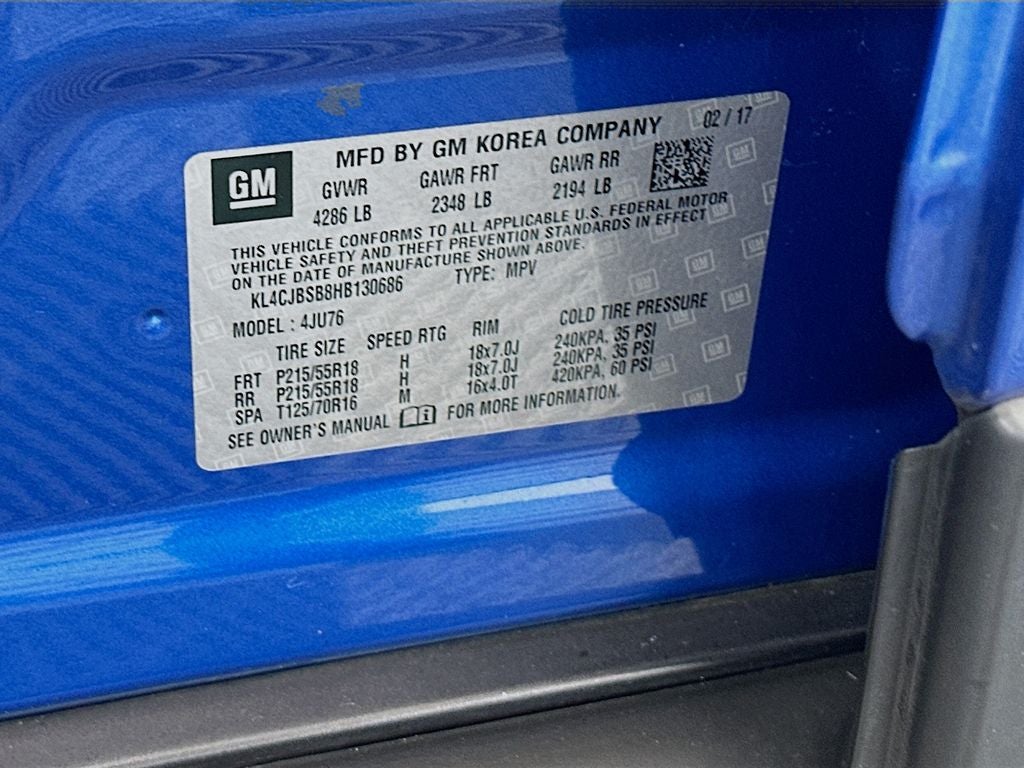 GM
MFD BY GM KOREA COMPANY 02 / 17
GVWR GAWR FRT GAWR RR
4286 LB 2348 LB 2194 LB
THIS VEHICLE CONFORMS TO ALL APPLICABLE U.S. FEDERAL MOTOR
VEHICLE SAFETY AND THEFT PREVENTION STANDARDS IN EFFECT
ON THE DATE OF MANUFACTURE SHOWN ABOVE.
KL4CJBSB8HB130686 TYPE: MPV
MODEL : 4JU76
TIRE SIZE SPEED RTG RIM COLD TIRE PRESSURE
FRT P215/55R18 H 18x7.0J 240KPA, 35 PSI
RR P215/55R18 H 18x7.0J 240KPA, 35 PSI
SPA T125/70R16 M 16x4.0T 420KPA, 60 PSI
SEE OWNER'S MANUAL FOR MORE INFORMATION.